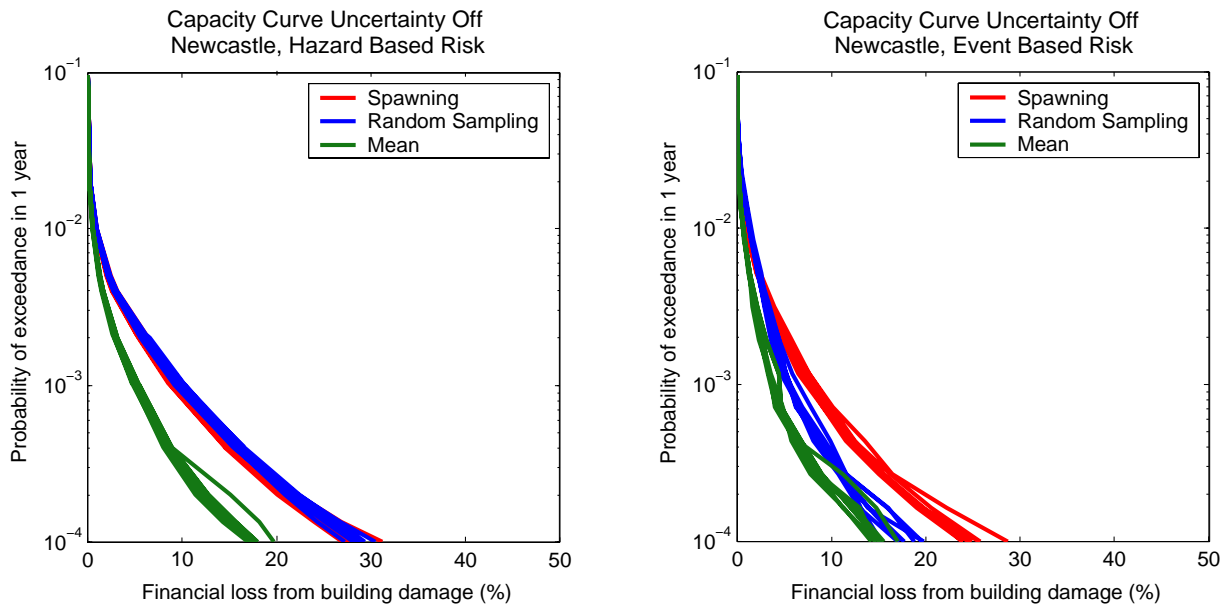 Capacity Curve Uncertainty Off
Newcastle, Hazard Based Risk
10⁻¹
10⁻²
10⁻³
10⁻⁴
Probability of exceedance in 1 year
Spawning
Random Sampling
Mean
0 10 20 30 40 50
Financial loss from building damage (%)
Capacity Curve Uncertainty Off
Newcastle, Event Based Risk
10⁻¹
10⁻²
10⁻³
10⁻⁴
Probability of exceedance in 1 year
Spawning
Random Sampling
Mean
0 10 20 30 40 50
Financial loss from building damage (%)